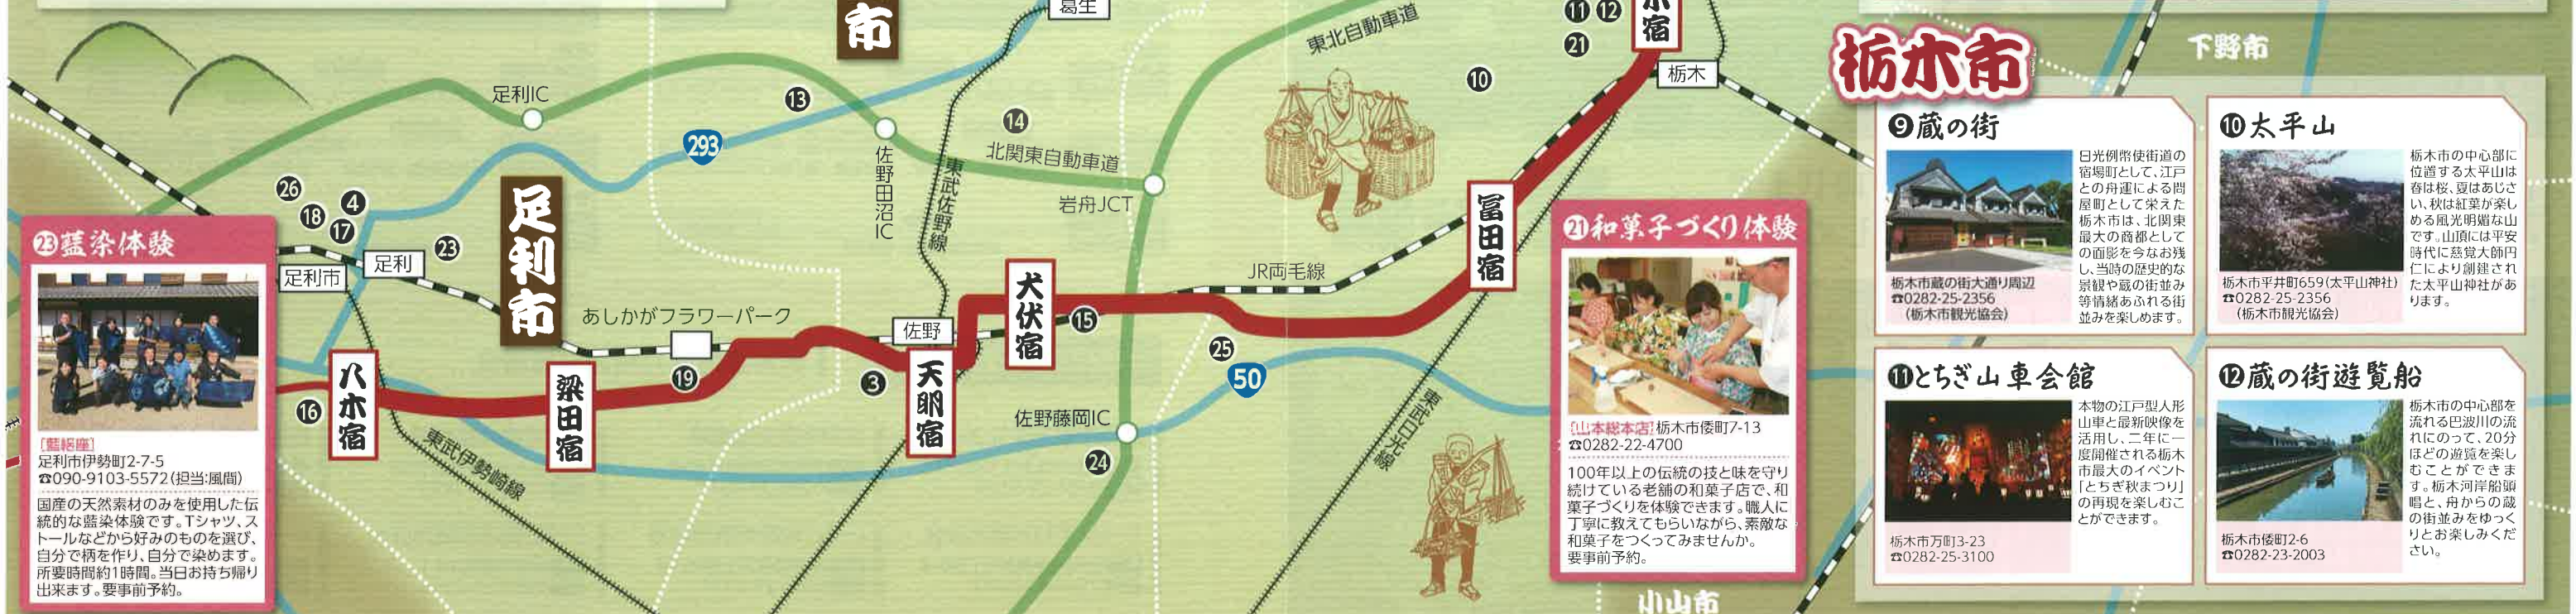 葛生
市
東北自動車道
⑪ ⑫
㉑
木宿
栃木
下野市
栃木市
足利IC
⑬
293
⑭
北関東自動車道
佐野田沼IC
東武佐野線
岩舟JCT
⑩
㉖
④
⑱
⑰
㉓
足利市
足利
足利市
あしかがフラワーパーク
佐野
犬伏宿
⑮
JR両毛線
冨田宿
八木宿
⑯
梁田宿
⑲
③
天明宿
㉕
50
佐野藤岡IC
㉔
東武伊勢崎線
東武日光線
小山市
㉓藍染体験
[藍絽座]
足利市伊勢町2-7-5
☎090-9103-5572(担当:風間)
国産の天然素材のみを使用した伝
統的な藍染体験です。Tシャツ、ス
トールなどから好みのものを選び、
自分で柄を作り、自分で染めます。
所要時間約1時間。当日お持ち帰り
出来ます。要事前予約。
㉑和菓子づくり体験
[山本総本店]栃木市倭町7-13
☎0282-22-4700
100年以上の伝統の技と味を守り
続けている老舗の和菓子店で、和
菓子づくりを体験できます。職人に
丁寧に教えてもらいながら、素敵な
和菓子をつくってみませんか。
要事前予約。
⑨蔵の街
日光例幣使街道の
宿場町として、江戸
との舟運による問
屋町として栄えた
栃木市は、北関東
最大の商都として
の面影を今なお残
し、当時の歴史的な
景観や蔵の街並み
等情緒あふれる街
並みを楽しめます。
栃木市蔵の街大通り周辺
☎0282-25-2356
(栃木市観光協会)
⑩太平山
栃木市の中心部に
位置する太平山は
春は桜、夏はあじさ
い、秋は紅葉が楽し
める風光明媚な山
です。山頂には平安
時代に慈覚大師円
仁により創建され
た太平山神社があ
ります。
栃木市平井町659(太平山神社)
☎0282-25-2356
(栃木市観光協会)
⑪とちぎ山車会館
本物の江戸型人形
山車と最新映像を
活用し、二年に一
度開催される栃木
市最大のイベント
「とちぎ秋まつり」
の再現を楽しむこ
とができます。
栃木市万町3-23
☎0282-25-3100
⑫蔵の街遊覧船
栃木市の中心部を
流れる巴波川の流
れにのって、20分
ほどの遊覧を楽し
むことができま
す。栃木河岸船頭
唄と、舟からの蔵
の街並みをゆっく
りとお楽しみくだ
さい。
栃木市倭町2-6
☎0282-23-2003